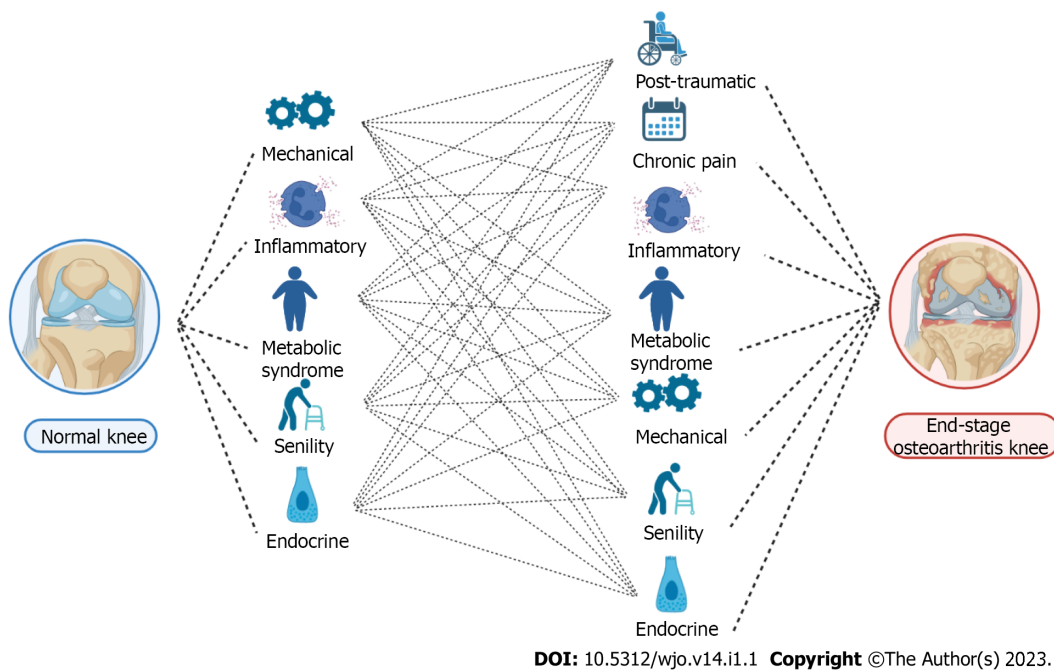 Post-traumatic
Mechanical
Chronic pain
Inflammatory
Inflammatory
Metabolic
syndrome
Metabolic
syndrome
Normal knee
Senility
Mechanical
End-stage
osteoarthritis knee
Endocrine
Senility
Endocrine
DOI: 10.5312/wjo.v14.i1.1 Copyright ©The Author(s) 2023.